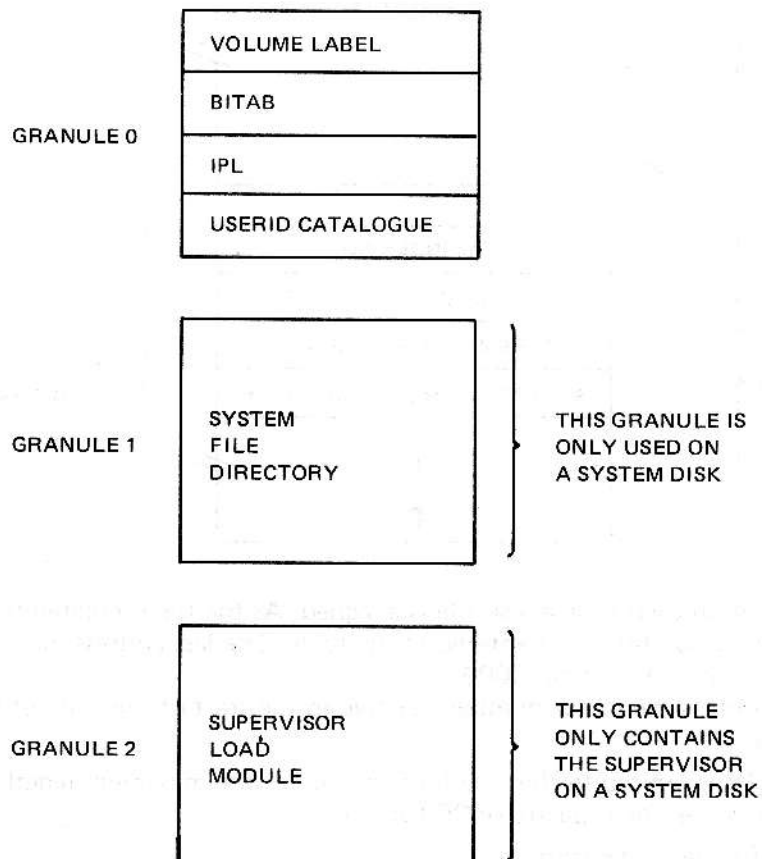 VOLUME LABEL
BITAB
GRANULE 0
IPL
USERID CATALOGUE
GRANULE 1
SYSTEM
FILE
DIRECTORY
THIS GRANULE IS
ONLY USED ON
A SYSTEM DISK
GRANULE 2
SUPERVISOR
LOAD
MODULE
THIS GRANULE
ONLY CONTAINS
THE SUPERVISOR
ON A SYSTEM DISK